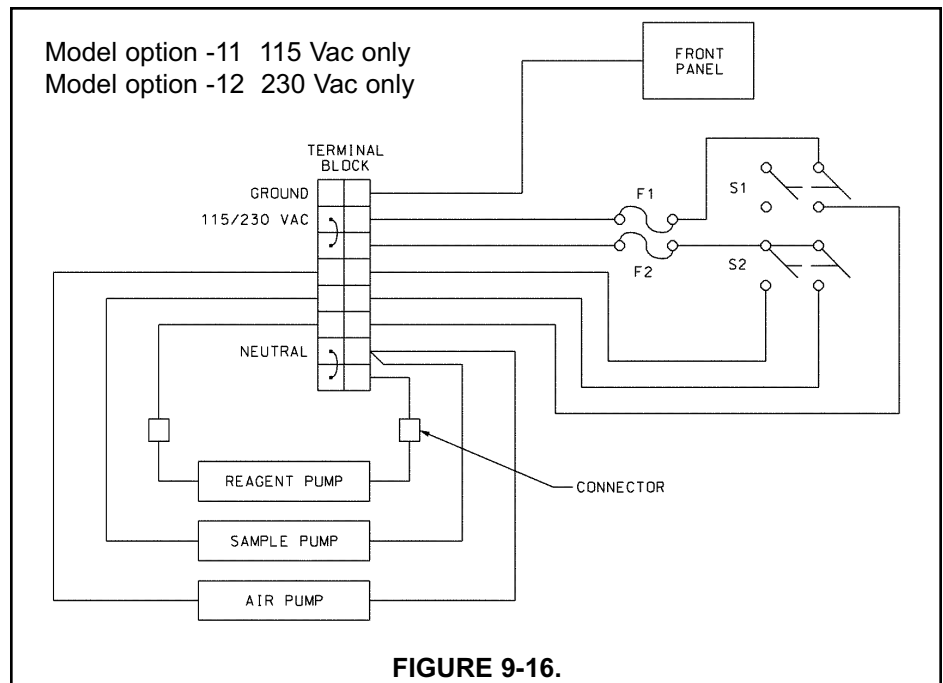 Model option -11 115 Vac only
Model option -12 230 Vac only
FRONT
PANEL
TERMINAL
BLOCK
GROUND
115/230 VAC
F1
S1
F2
S2
NEUTRAL
REAGENT PUMP
CONNECTOR
SAMPLE PUMP
AIR PUMP
FIGURE 9-16.